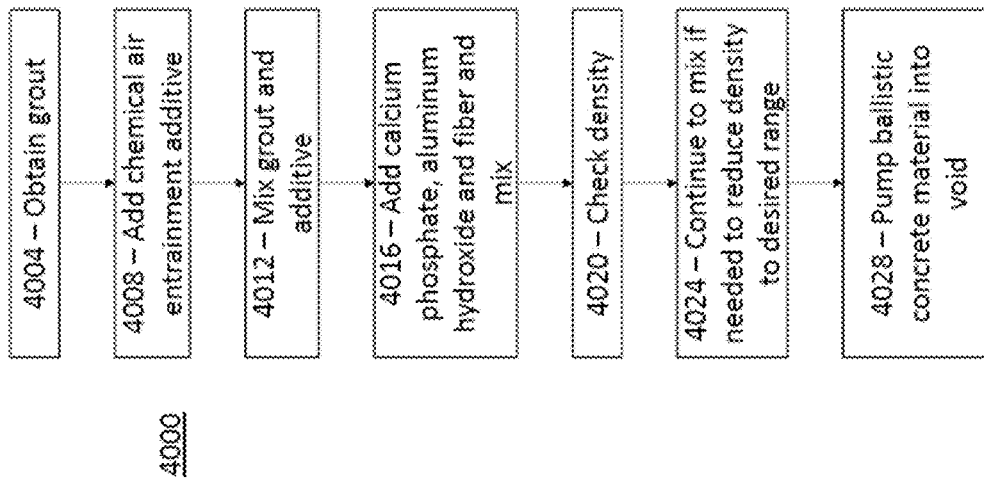 4000
4004 – Obtain grout
4008 – Add chemical air
entrainment additive
4012 – Mix grout and
additive
4016 – Add calcium
phosphate, aluminum
hydroxide and fiber and
mix
4020 – Check density
4024 – Continue to mix if
needed to reduce density
to desired range
4028 – Pump ballistic
concrete material into
void